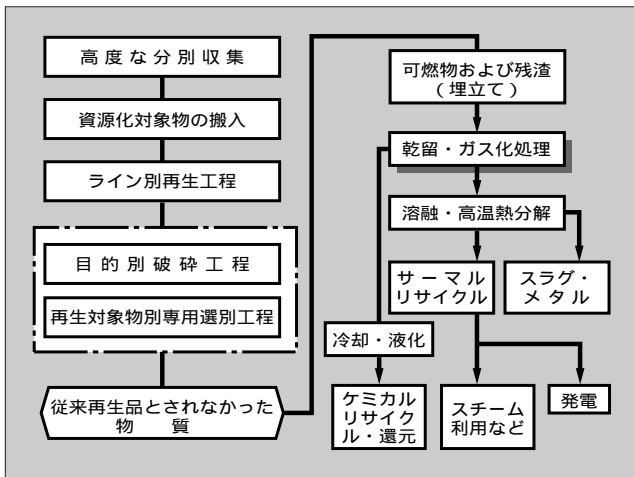 高度な分別収集
資源化対象物の搬入
ライン別再生工程
目的別破砕工程
再生対象物別専用選別工程
従来再生品とされなかった
物　質
可燃物および残渣
（埋立て）
乾留・ガス化処理
溶融・高温熱分解
サーマル
リサイクル
スラグ・
メタル
冷却・液化
ケミカル
リサイク
ル・還元
スチーム
利用など
発電